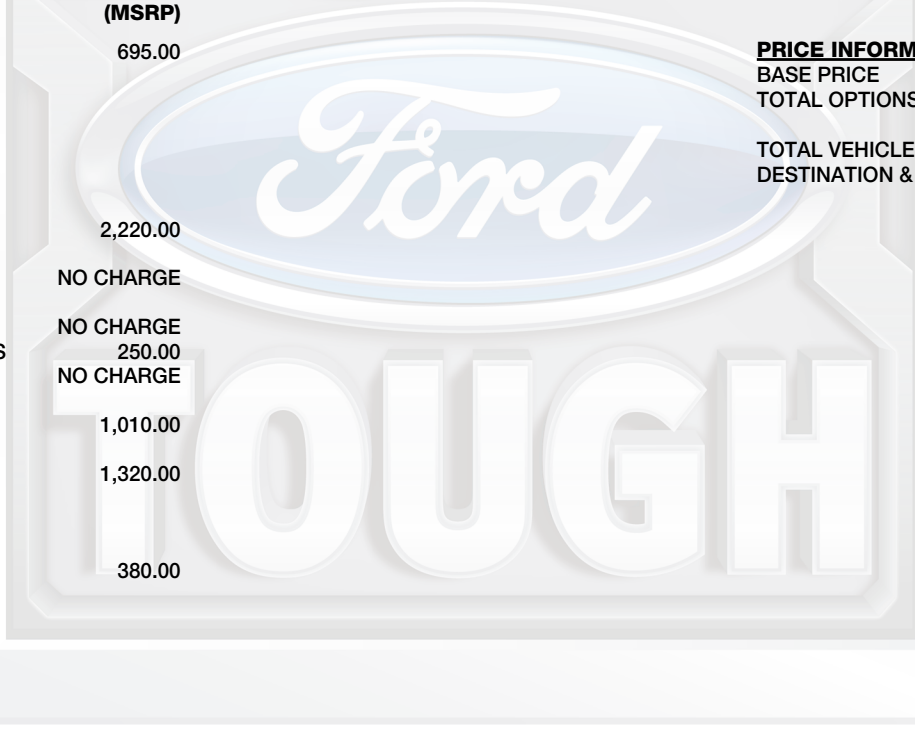 (MSRP)
695.00
2,220.00
NO CHARGE
NO CHARGE
S 250.00
NO CHARGE
1,010.00
1,320.00
380.00
PRICE INFORM
BASE PRICE
TOTAL OPTIONS
TOTAL VEHICLE
DESTINATION &
Ford
TOUGH